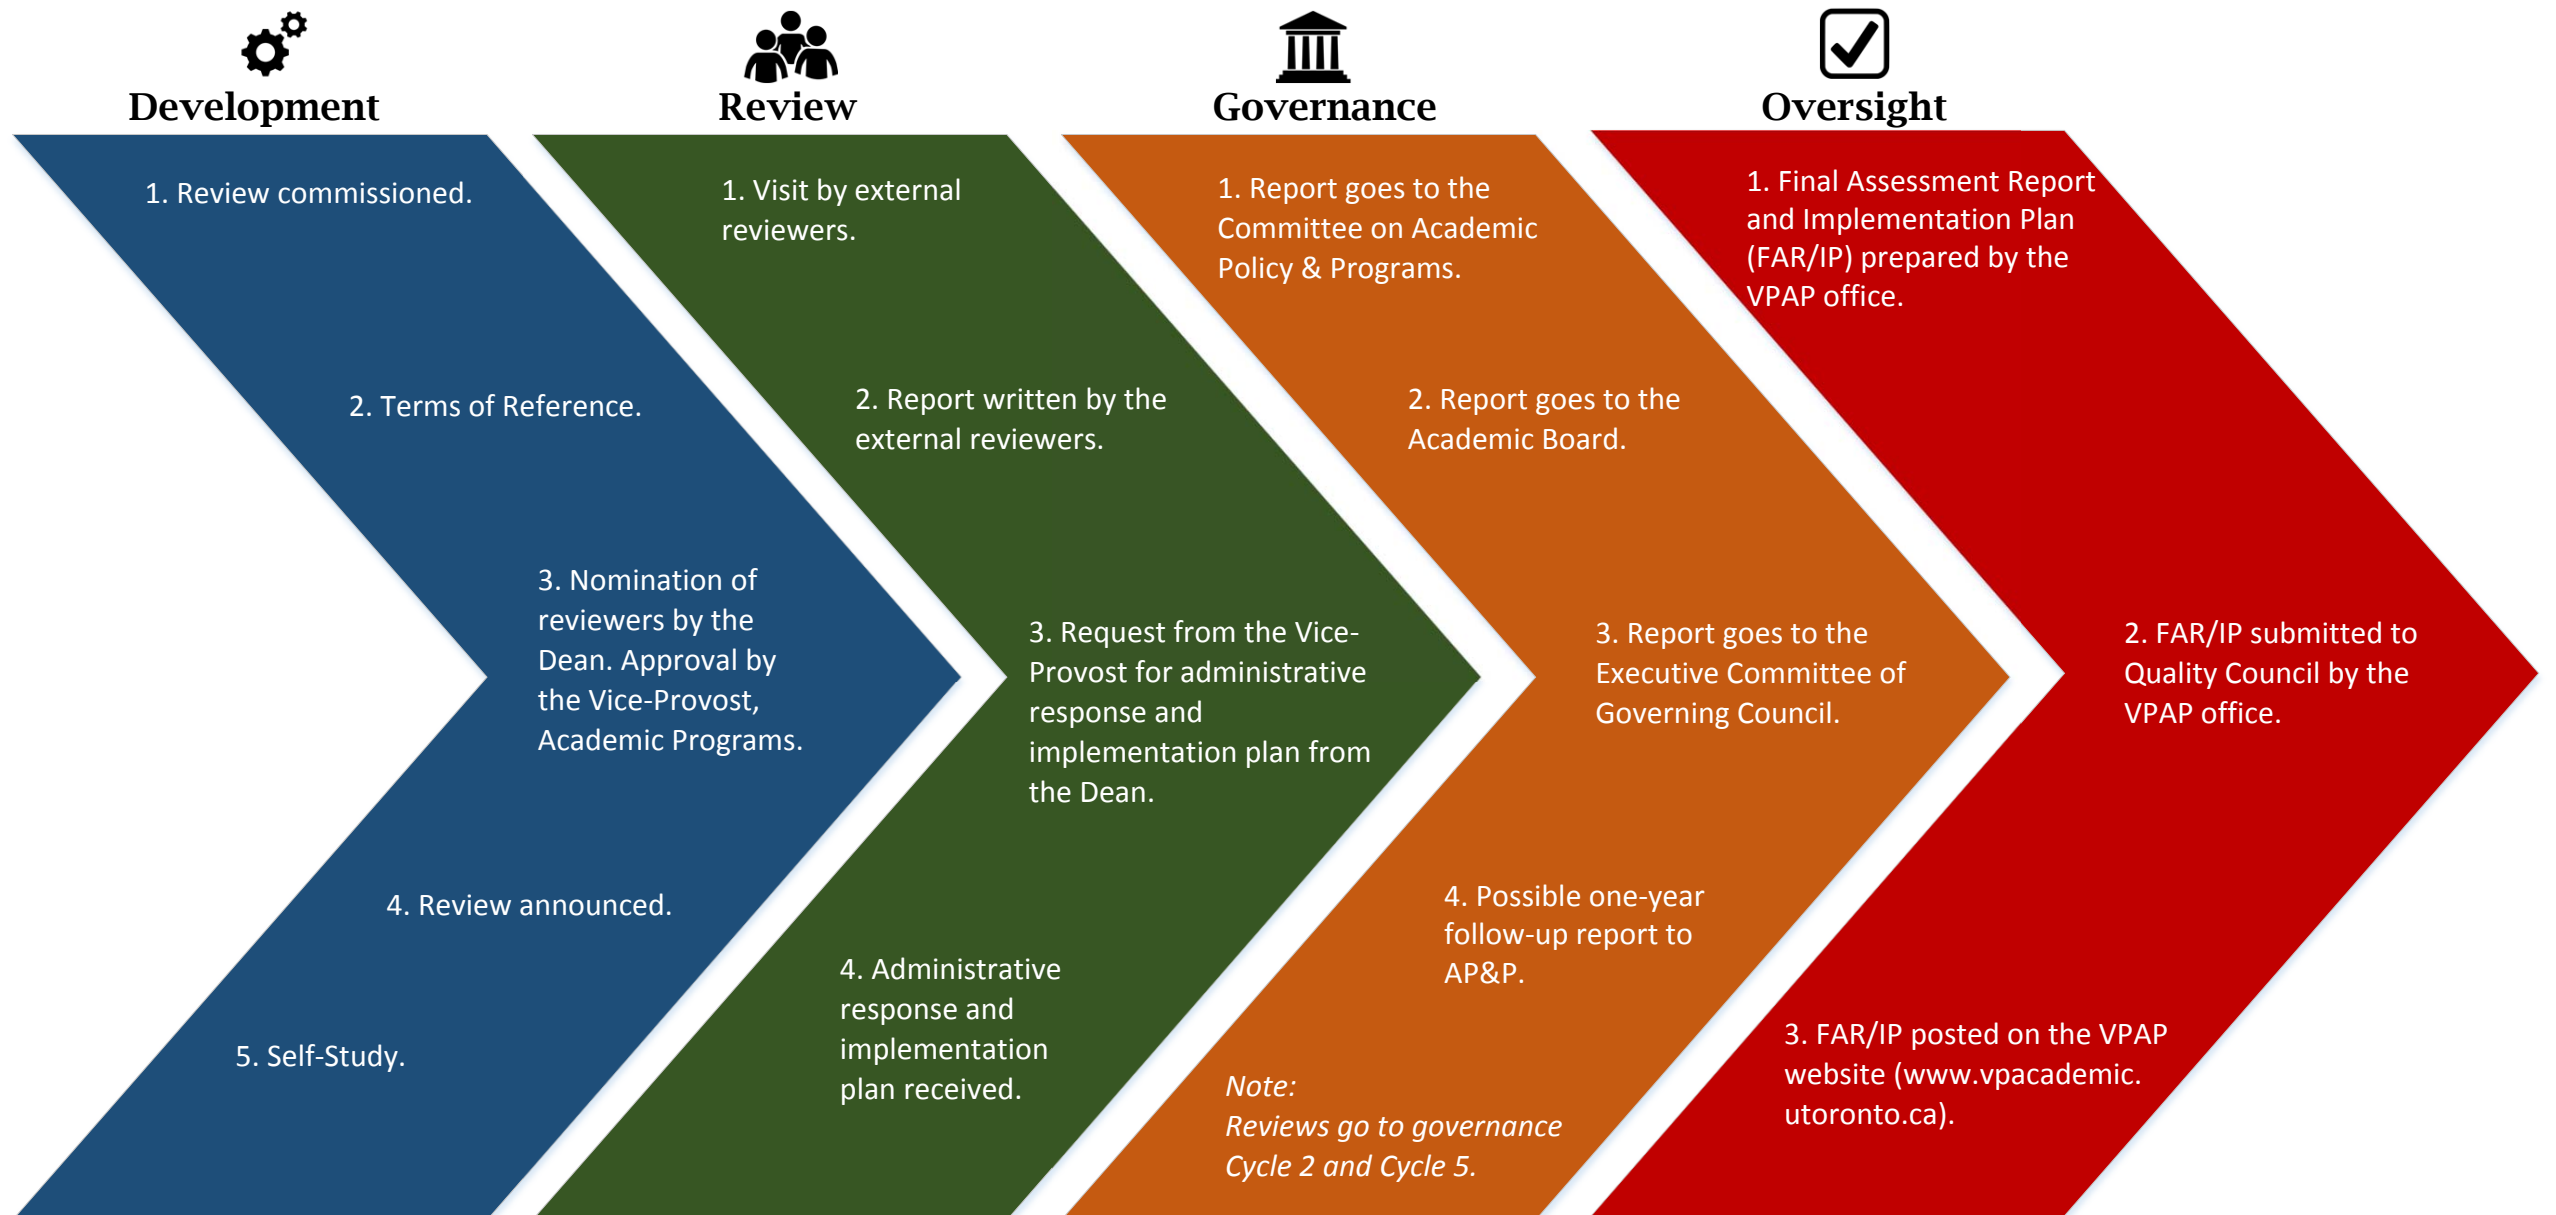 Development
1. Review commissioned.
2. Terms of Reference.
3. Nomination of
reviewers by the
Dean. Approval by
the Vice-Provost,
Academic Programs.
4. Review announced.
5. Self-Study.
Review
1. Visit by external
reviewers.
2. Report written by the
external reviewers.
3. Request from the Vice-
Provost for administrative
response and
implementation plan from
the Dean.
4. Administrative
response and
implementation
plan received.
Governance
1. Report goes to the
Committee on Academic
Policy & Programs.
2. Report goes to the
Academic Board.
3. Report goes to the
Executive Committee of
Governing Council.
4. Possible one-year
follow-up report to
AP&P.
Note:
Reviews go to governance
Cycle 2 and Cycle 5.
Oversight
1. Final Assessment Report
and Implementation Plan
(FAR/IP) prepared by the
VPAP office.
2. FAR/IP submitted to
Quality Council by the
VPAP office.
3. FAR/IP posted on the VPAP
website (www.vpacademic.
utoronto.ca).